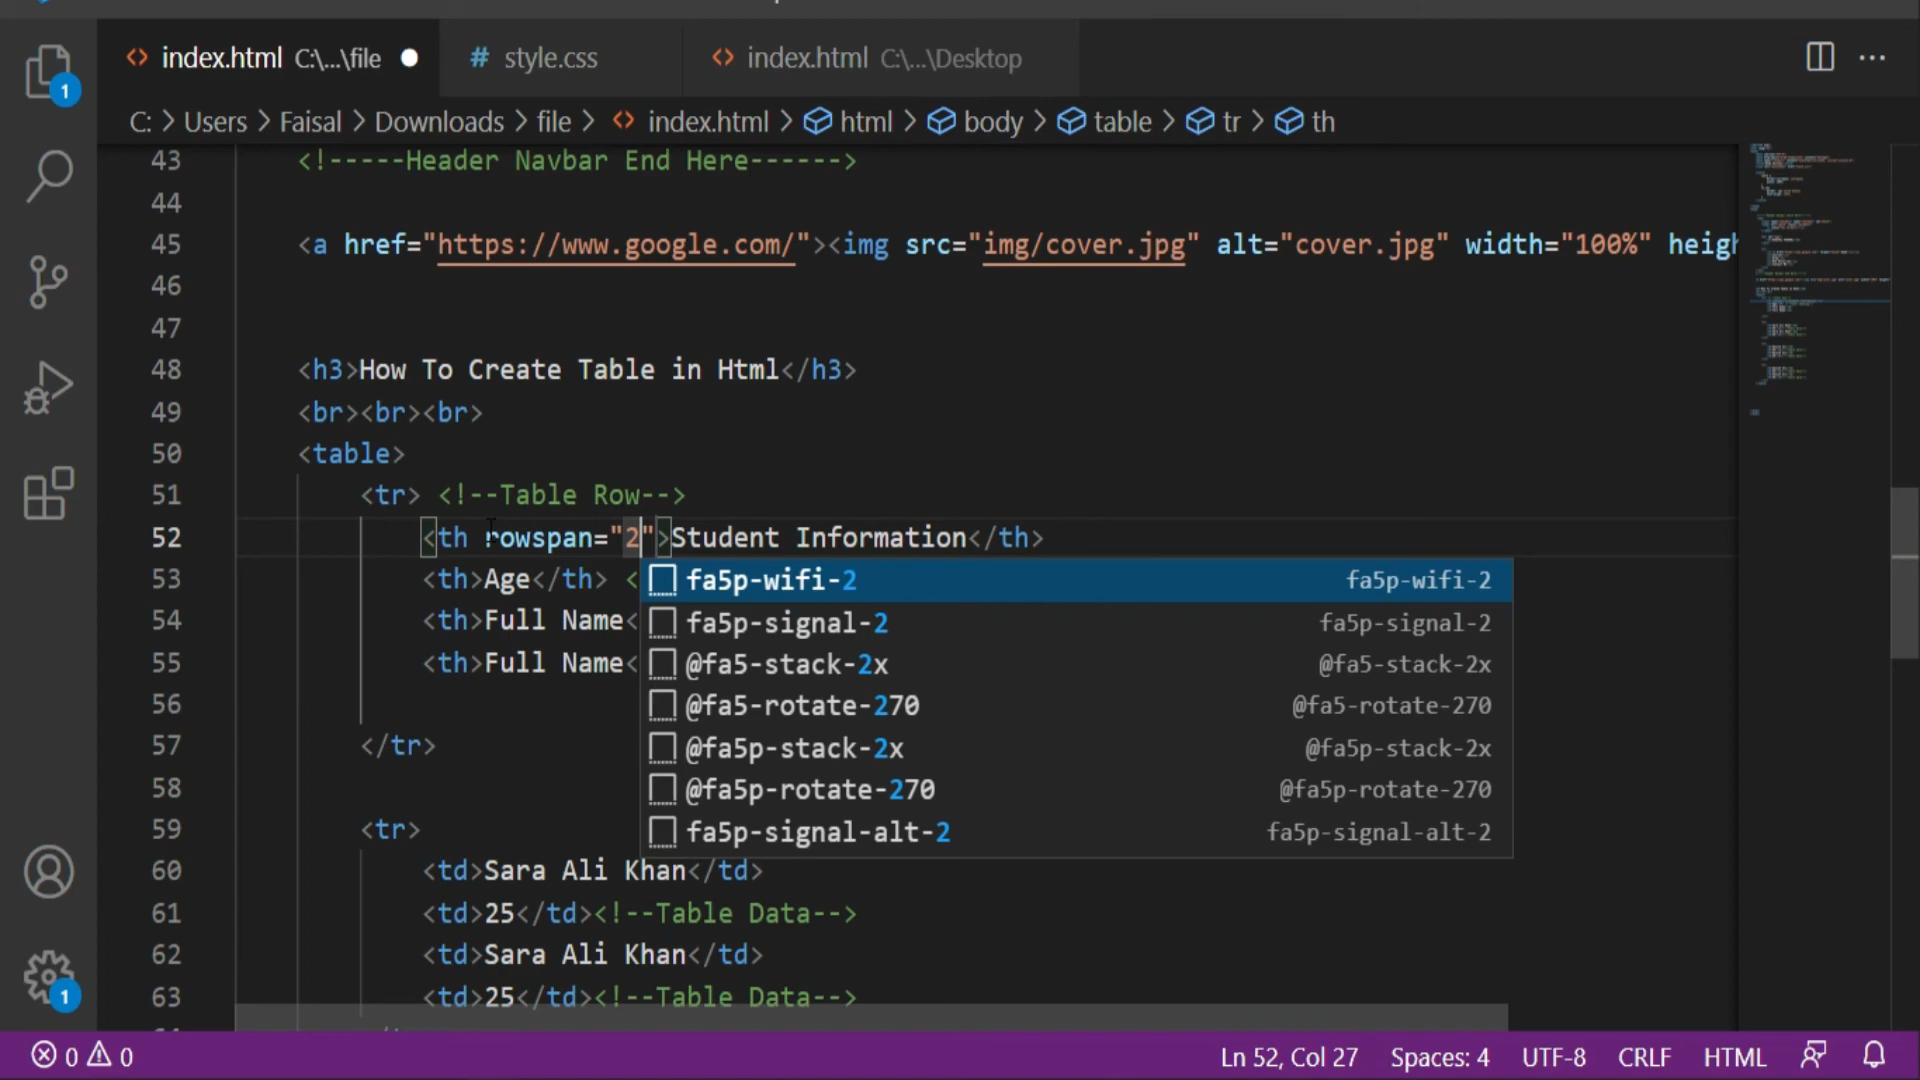 index.html C:\...\file
style.css
index.html C:\...\Desktop
1
C: > Users > Faisal > Downloads > file > index.html > html > body > table > tr > th
43 <!-----Header Navbar End Here------>
44
45 <a href="https://www.google.com/"><img src="img/cover.jpg" alt="cover.jpg" width="100%" heigh
46
47
48 <h3>How To Create Table in Html</h3>
49 <br><br><br>
50 <table>
51 <tr> <!--Table Row-->
52 <th rowspan="2">Student Information</th>
53 <th>Age</th> <
54 <th>Full Name<
55 <th>Full Name<
56
57 </tr>
58
59 <tr>
60 <td>Sara Ali Khan</td>
61 <td>25</td><!--Table Data-->
62 <td>Sara Ali Khan</td>
63 <td>25</td><!--Table Data-->
fa5p-wifi-2 fa5p-wifi-2
fa5p-signal-2 fa5p-signal-2
@fa5-stack-2x @fa5-stack-2x
@fa5-rotate-270 @fa5-rotate-270
@fa5p-stack-2x @fa5p-stack-2x
@fa5p-rotate-270 @fa5p-rotate-270
fa5p-signal-alt-2 fa5p-signal-alt-2
1
0 0 Ln 52, Col 27 Spaces: 4 UTF-8 CRLF HTML